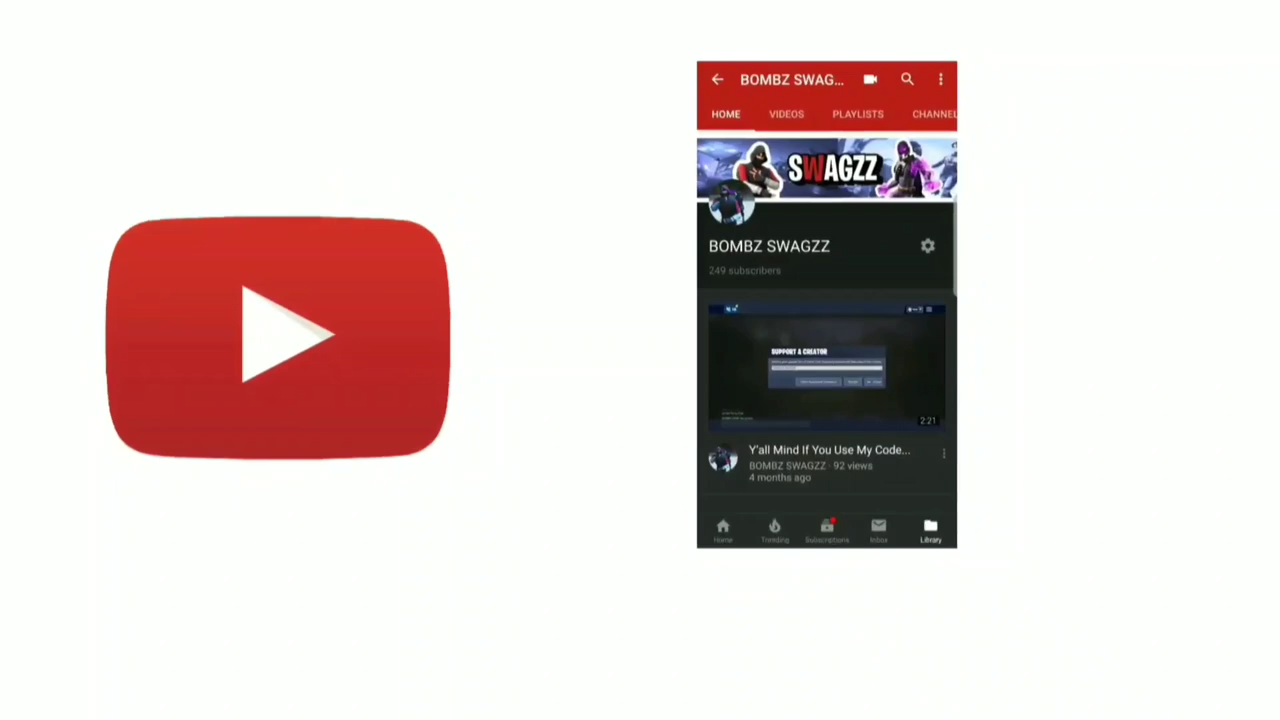 BOMBZ SWAG...
HOME VIDEOS PLAYLISTS CHANNEL
SWAGZZ
BOMBZ SWAGZZ
249 subscribers
SUPPORT A CREATOR
2:21
Y'all Mind If You Use My Code...
BOMBZ SWAGZZ · 92 views
4 months ago
Home Trending Subscriptions Inbox Library